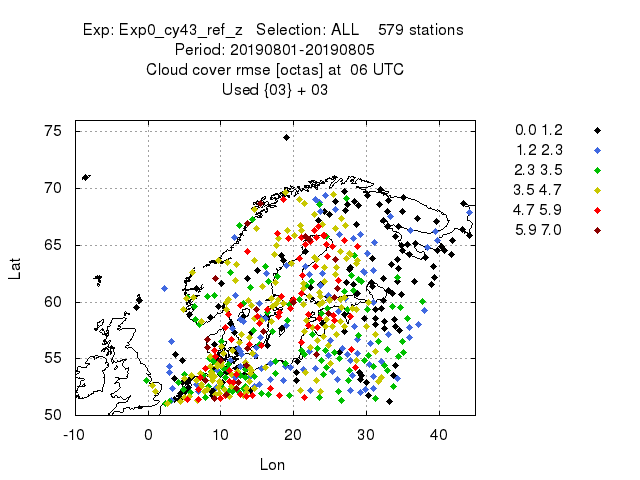 Exp: Exp0_cy43_ref_z Selection: ALL 579 stations
Period: 20190801-20190805
Cloud cover rmse [octas] at 06 UTC
Used {03} + 03
0.0 1.2
1.2 2.3
2.3 3.5
3.5 4.7
4.7 5.9
5.9 7.0
Lat
75
70
65
60
55
50
-10 0 10 20 30 40
Lon